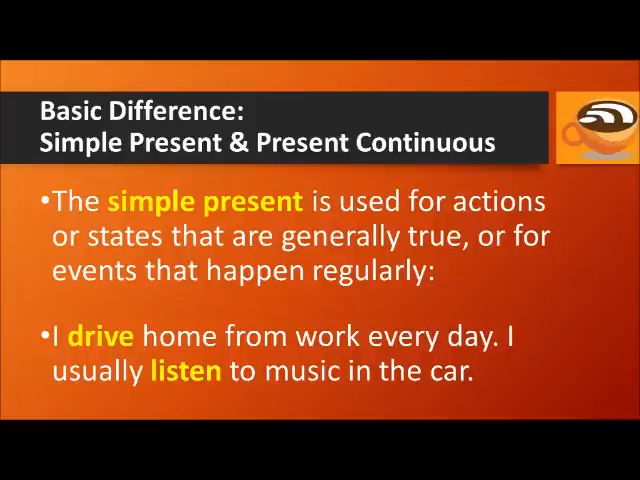 Basic Difference:
Simple Present & Present Continuous
•The simple present is used for actions
or states that are generally true, or for
events that happen regularly:
•I drive home from work every day. I
usually listen to music in the car.